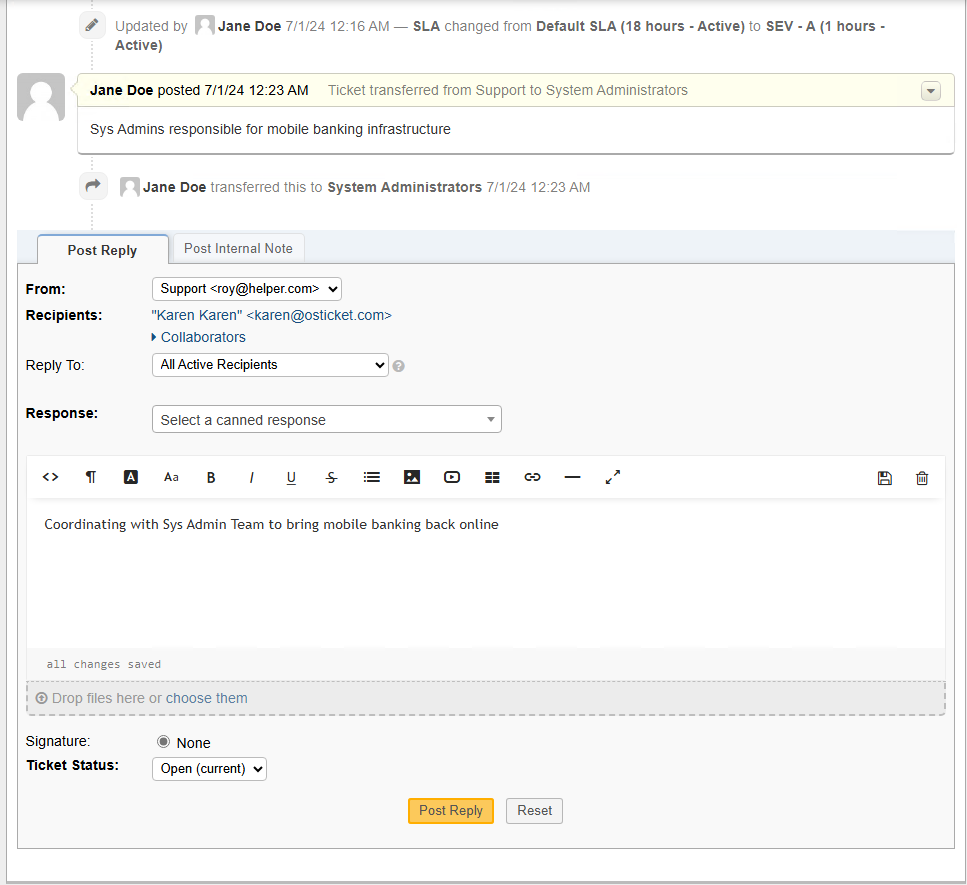 Updated by Jane Doe 7/1/24 12:16 AM — SLA changed from Default SLA (18 hours - Active) to SEV - A (1 hours -
Active)
Jane Doe posted 7/1/24 12:23 AM Ticket transferred from Support to System Administrators
Sys Admins responsible for mobile banking infrastructure
Jane Doe transferred this to System Administrators 7/1/24 12:23 AM
Post Reply Post Internal Note
From: Support <roy@helper.com>
Recipients: "Karen Karen" <karen@osticket.com>
Collaborators
Reply To: All Active Recipients ?
Response: Select a canned response
<> ¶ A Aa B I U S
Coordinating with Sys Admin Team to bring mobile banking back online
all changes saved
Drop files here or choose them
Signature: None
Ticket Status: Open (current)
Post Reply Reset